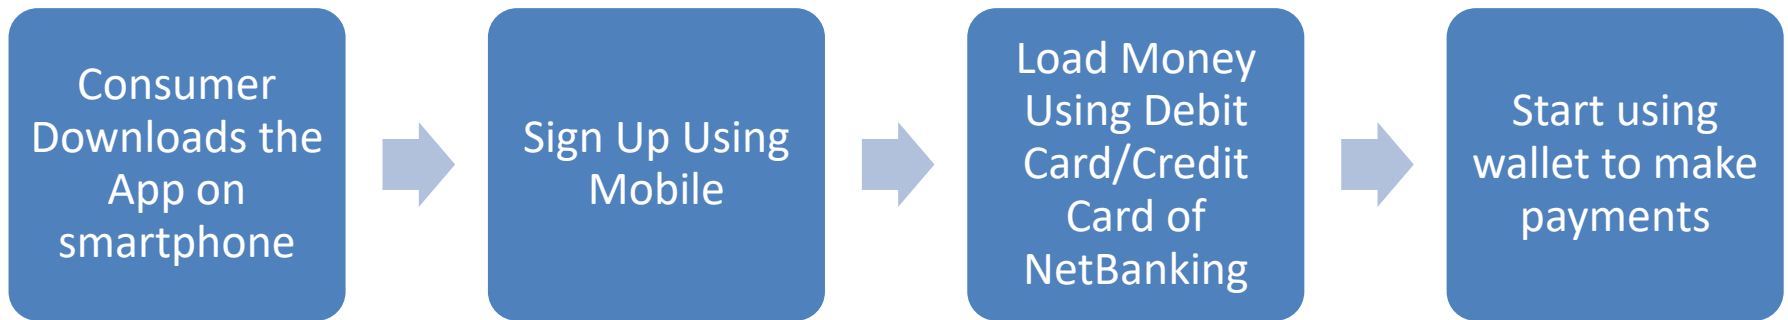 Consumer
Downloads the
App on
smartphone
Sign Up Using
Mobile
Load Money
Using Debit
Card/Credit
Card of
NetBanking
Start using
wallet to make
payments